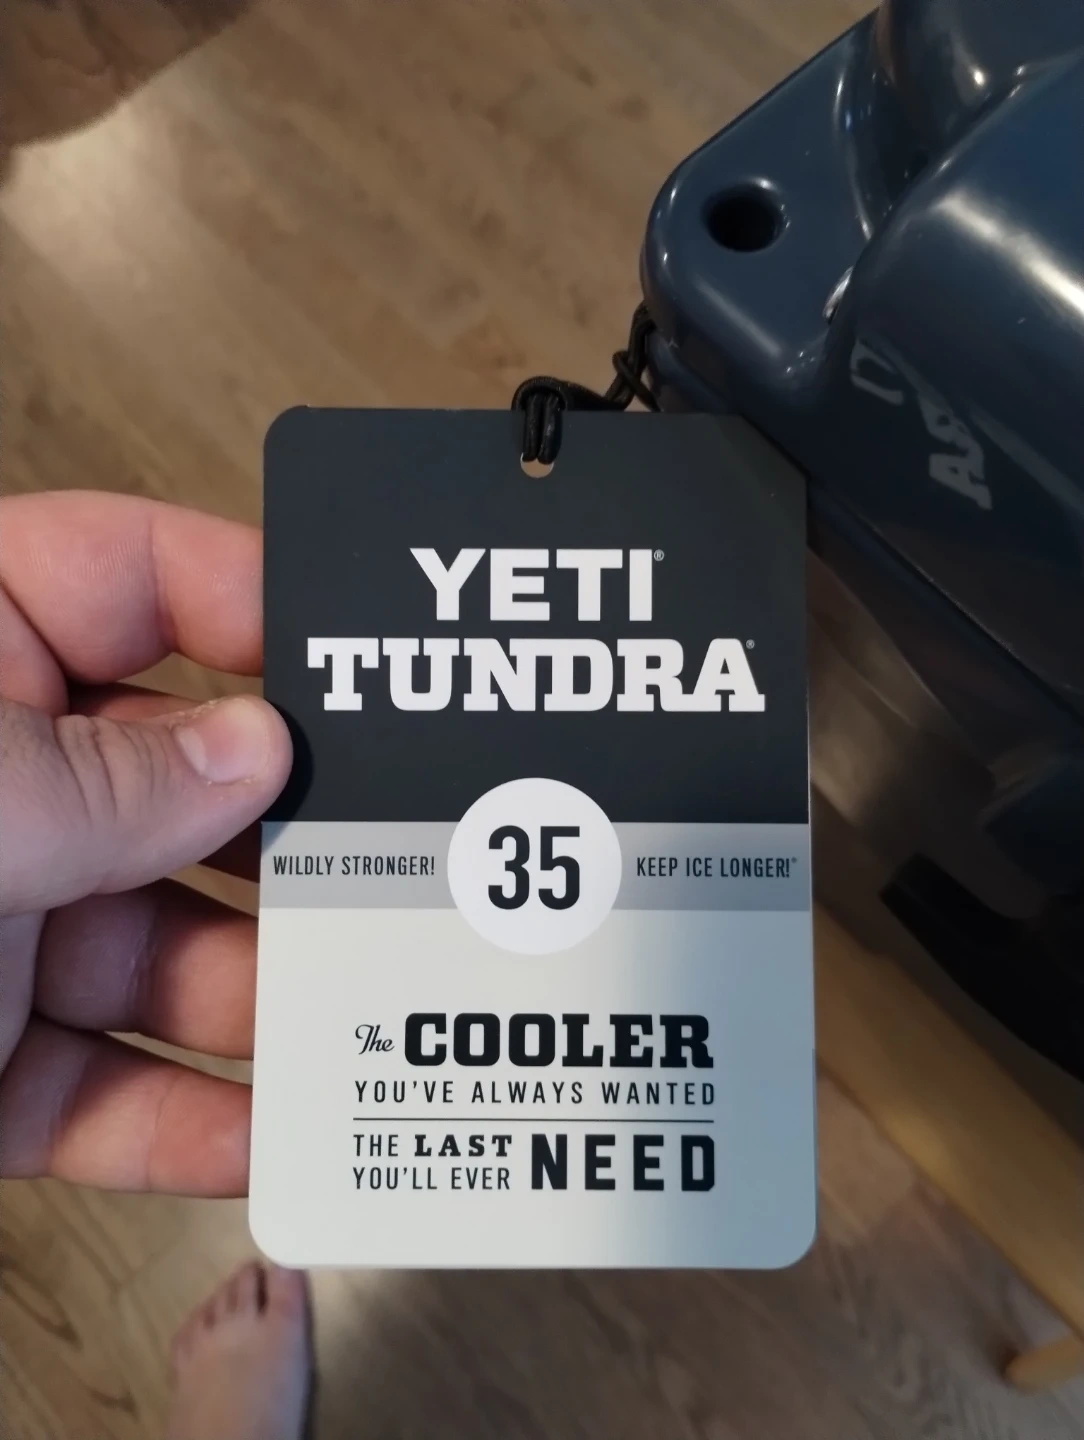 YETI®
TUNDRA®
WILDLY STRONGER! 35 KEEP ICE LONGER!®
The COOLER
YOU'VE ALWAYS WANTED
THE LAST
YOU'LL EVER NEED